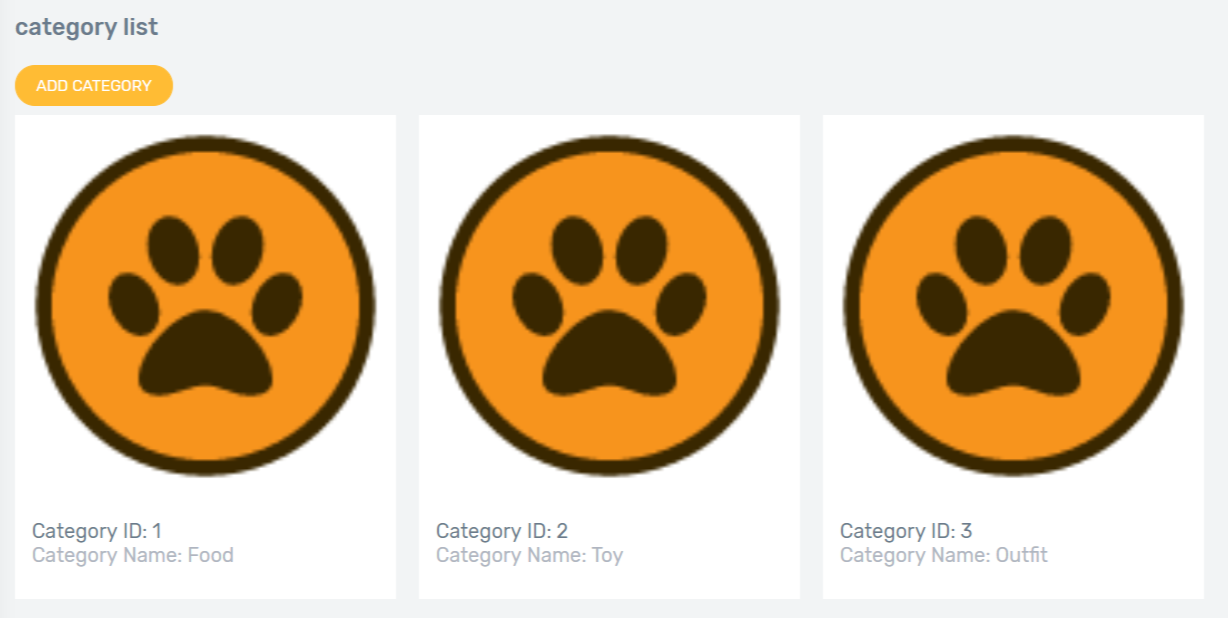 category list
ADD CATEGORY
Category ID: 1
Category Name: Food
Category ID: 2
Category Name: Toy
Category ID: 3
Category Name: Outfit